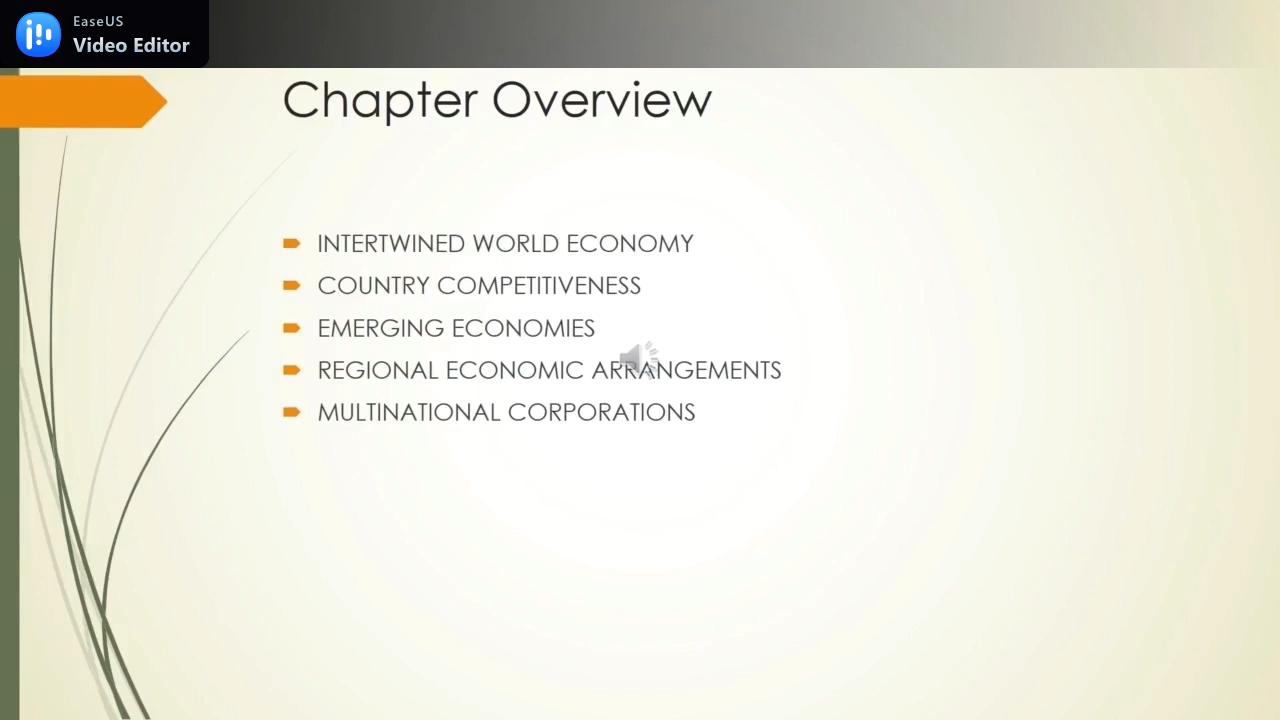 EaseUS
Video Editor
Chapter Overview
INTERTWINED WORLD ECONOMY
COUNTRY COMPETITIVENESS
EMERGING ECONOMIES
REGIONAL ECONOMIC ARRANGEMENTS
MULTINATIONAL CORPORATIONS